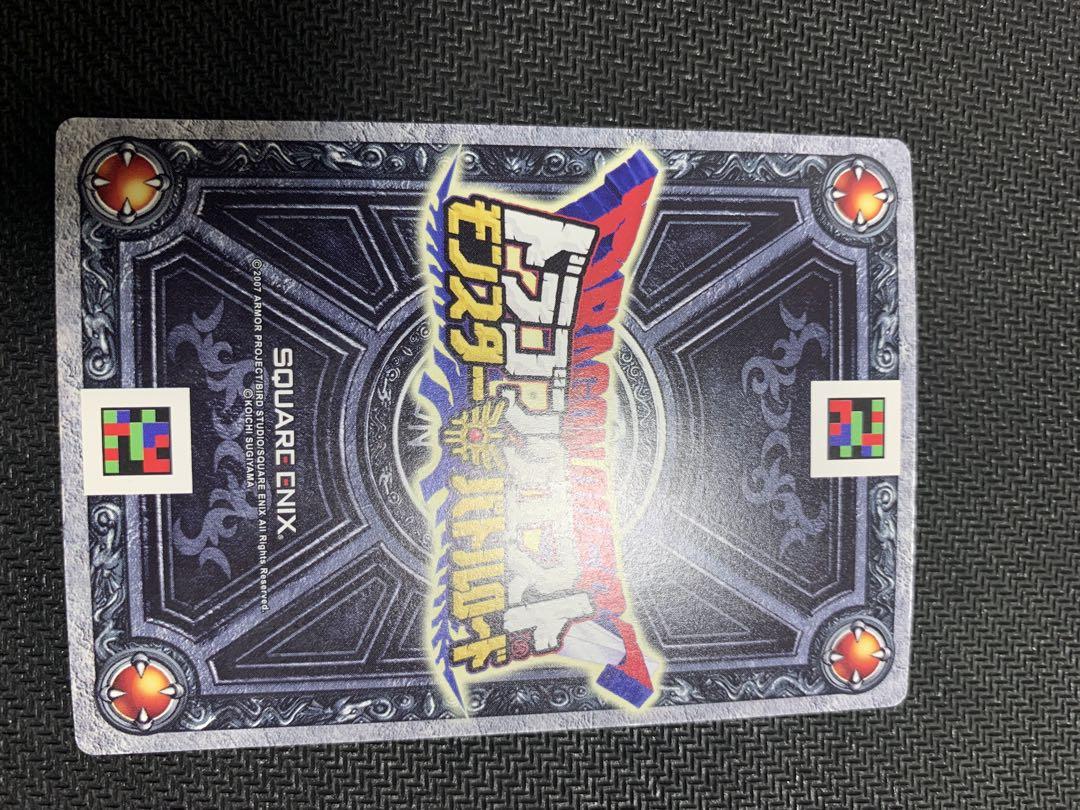 DRAGON QUEST
ドラゴンクエスト
モンスターバトルロード
SQUARE ENIX®
©2007 ARMOR PROJECT/BIRD STUDIO/SQUARE ENIX All Rights Reserved.
©KOICHI SUGIYAMA